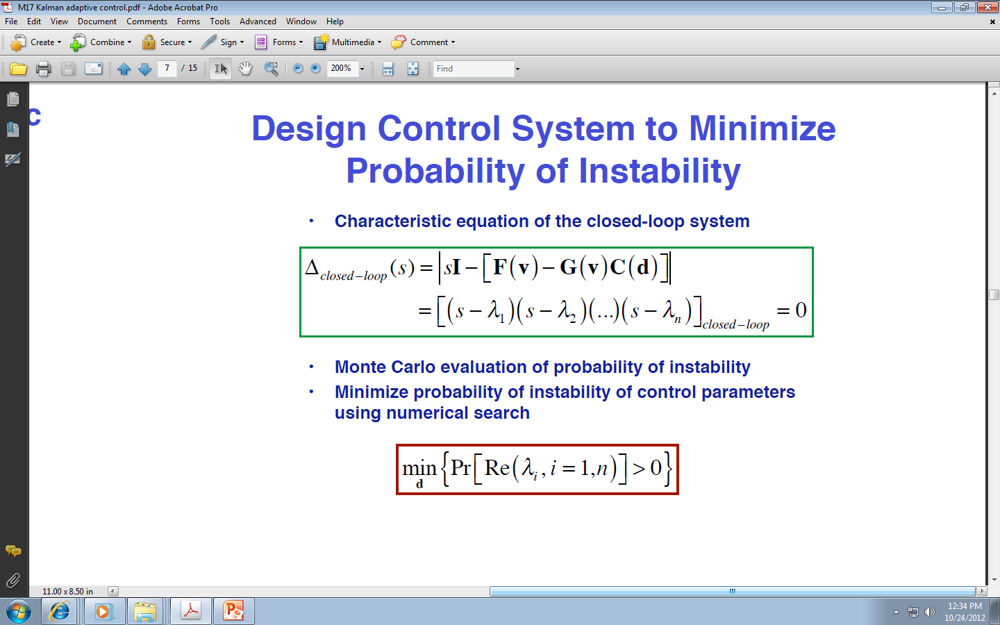 M17 Kalman adaptive control.pdf - Adobe Acrobat Pro
File Edit View Document Comments Forms Tools Advanced Window Help
Create Combine Secure Sign Forms Multimedia Comment
7 / 15 200% Find
c
Design Control System to Minimize
Probability of Instability
• Characteristic equation of the closed-loop system
Δ_closed−loop(s) = |sI − [F(v) − G(v)C(d)]|
= [(s − λ₁)(s − λ₂)(...)(s − λₙ)]_closed−loop = 0
• Monte Carlo evaluation of probability of instability
• Minimize probability of instability of control parameters
using numerical search
min_d {Pr[Re(λᵢ, i = 1,n)] > 0}
11.00 x 8.50 in
12:34 PM
10/24/2012